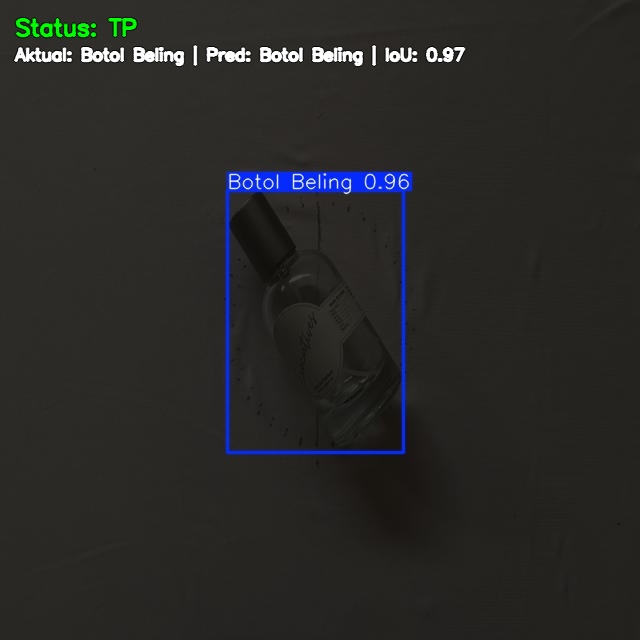 Status: TP
Aktual: Botol Beling | Pred: Botol Beling | IoU: 0.97
Botol Beling 0.96